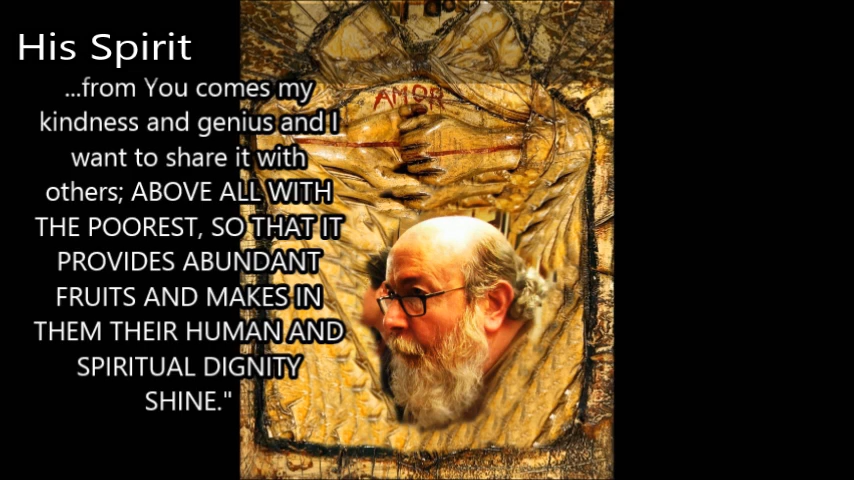 I do
His Spirit
...from You comes my
kindness and genius and I
want to share it with
others; ABOVE ALL WITH
THE POOREST, SO THAT IT
PROVIDES ABUNDANT
FRUITS AND MAKES IN
THEM THEIR HUMAN AND
SPIRITUAL DIGNITY
SHINE."
AMOR